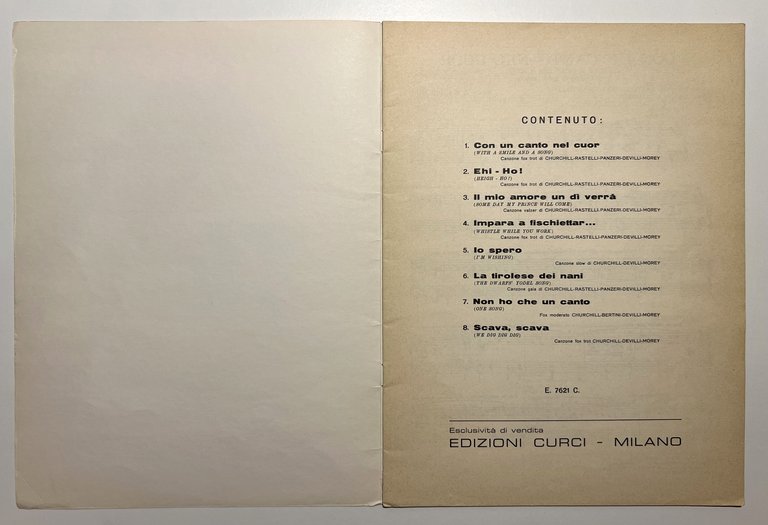 CONTENUTO:
1. Con un canto nel cuor
(WITH A SMILE AND A SONG)
Canzone fox trot di CHURCHILL-RASTELLI-PANZERI-DEVILLI-MOREY
2. Ehi - Ho!
(HEIGH - HO!)
Canzone fox trot di CHURCHILL-RASTELLI-PANZERI-DEVILLI-MOREY
3. Il mio amore un dì verrà
(SOME DAY MY PRINCE WILL COME)
Canzone valzer di CHURCHILL-RASTELLI-PANZERI-DEVILLI-MOREY
4. Impara a fischiettar...
(WHISTLE WHILE YOU WORK)
Canzone fox trot di CHURCHILL-RASTELLI-PANZERI-DEVILLI-MOREY
5. Io spero
(I'M WISHING)
Canzone slow di CHURCHILL-DEVILLI-MOREY
6. La tirolese dei nani
(THE DWARFS' YODEL SONG)
Canzone gaia di CHURCHILL-RASTELLI-PANZERI-DEVILLI-MOREY
7. Non ho che un canto
(ONE SONG)
Fox moderato CHURCHILL-BERTINI-DEVILLI-MOREY
8. Scava, scava
(WE DIG DIG DIG)
Canzone fox trot CHURCHILL-DEVILLI-MOREY
E. 7621 C.
Esclusività di vendita
EDIZIONI CURCI - MILANO